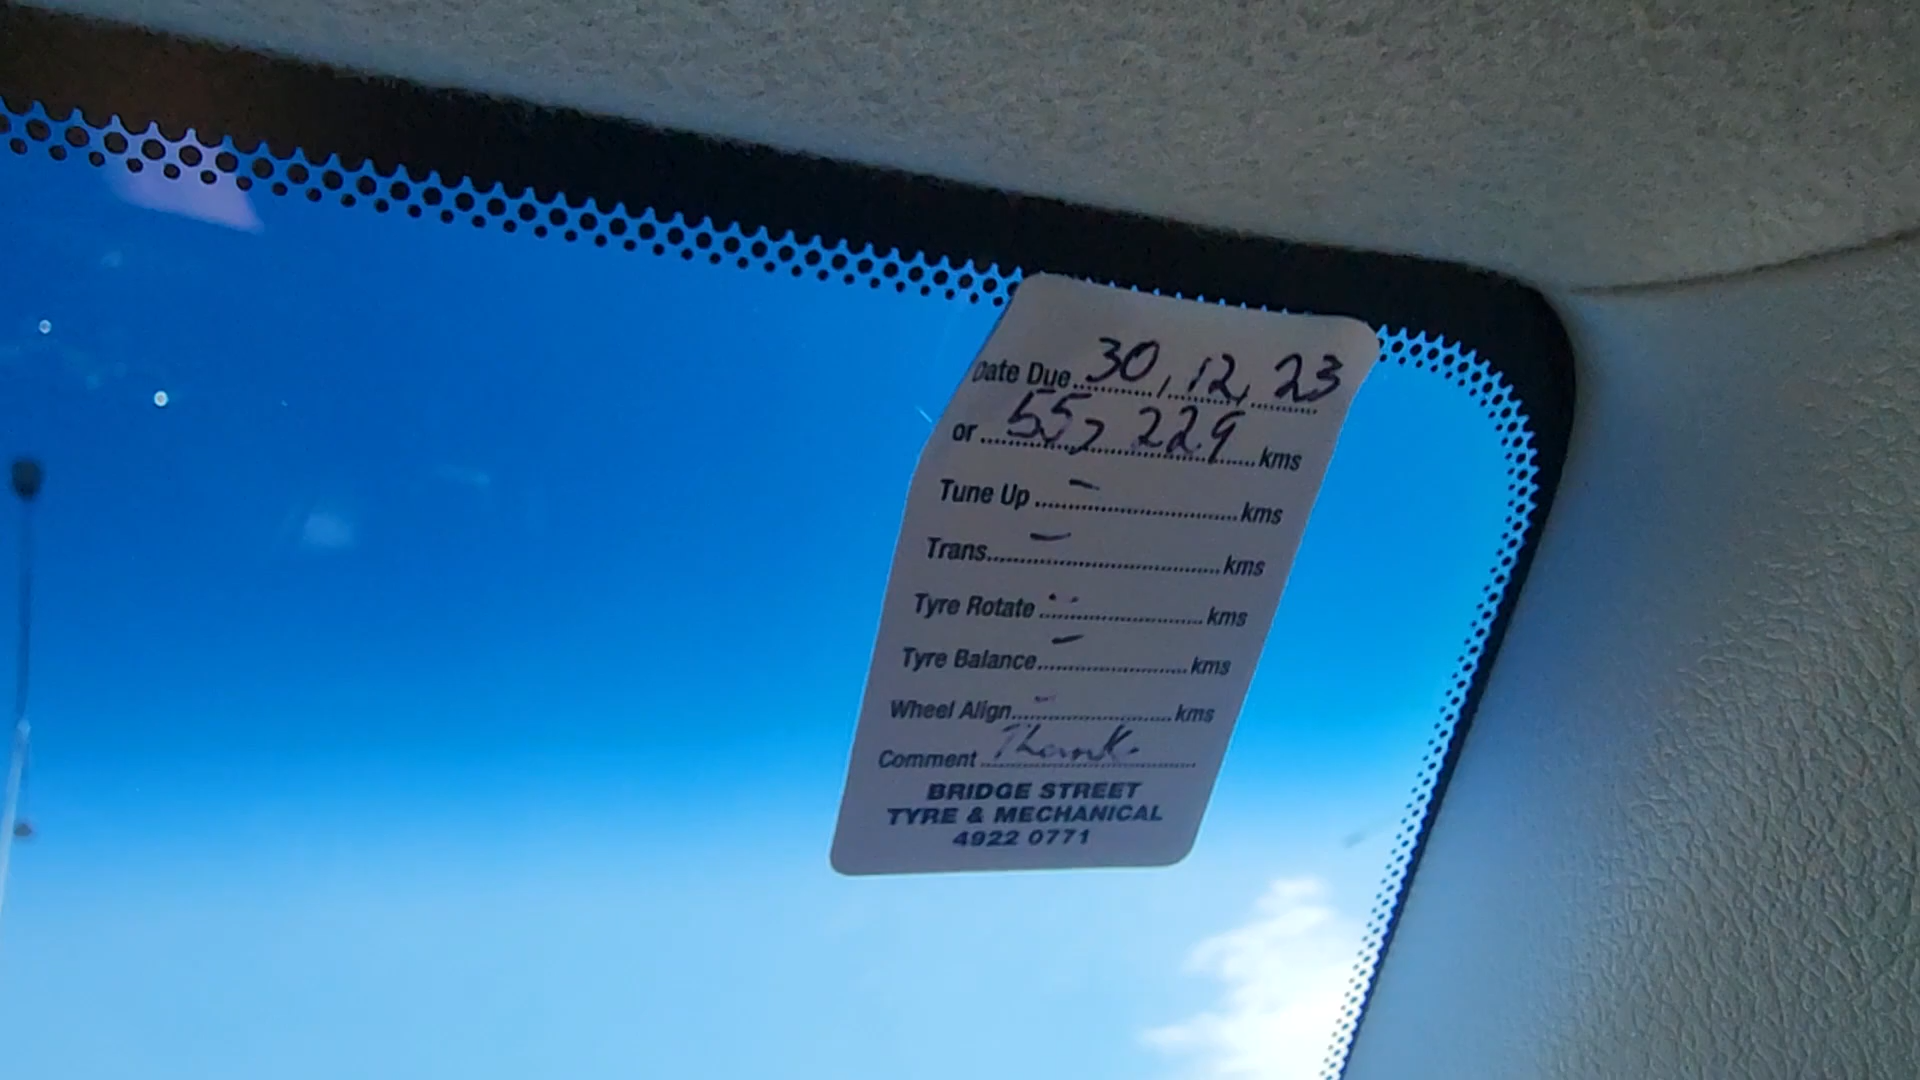 Date Due 30/12/23
or 55,229 kms
Tune Up - kms
Trans - kms
Tyre Rotate .. kms
Tyre Balance - kms
Wheel Align - kms
Comment Thank.
BRIDGE STREET
TYRE & MECHANICAL
4922 0771